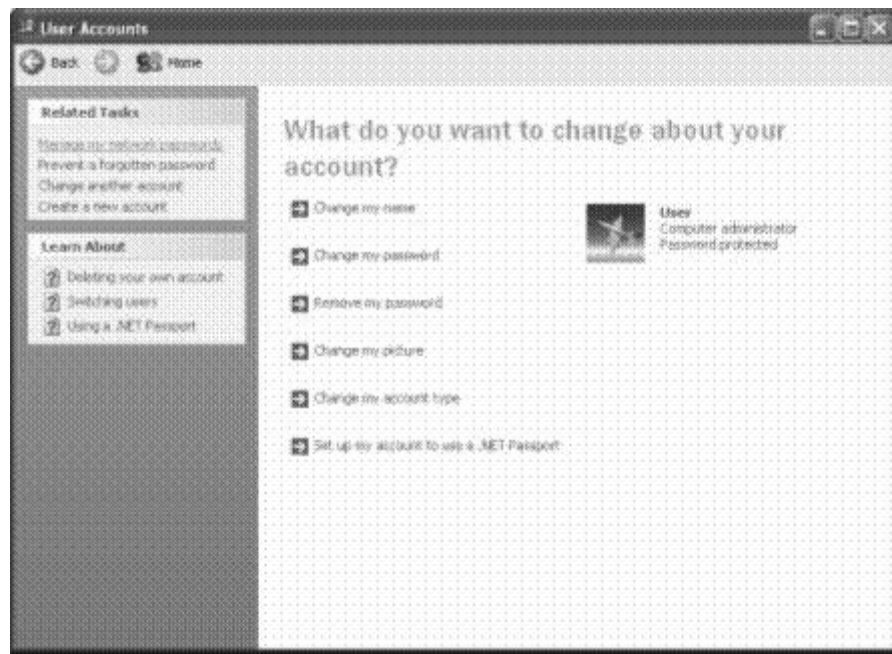 User Accounts
Back Home
Related Tasks
Manage my network passwords
Prevent a forgotten password
Change another account
Create a new account
Learn About
Deleting your own account
Switching users
Using a .NET Passport
What do you want to change about your
account?
Change my name
Change my password
Remove my password
Change my picture
Change my account type
Set up my account to use a .NET Passport
User
Computer administrator
Password protected